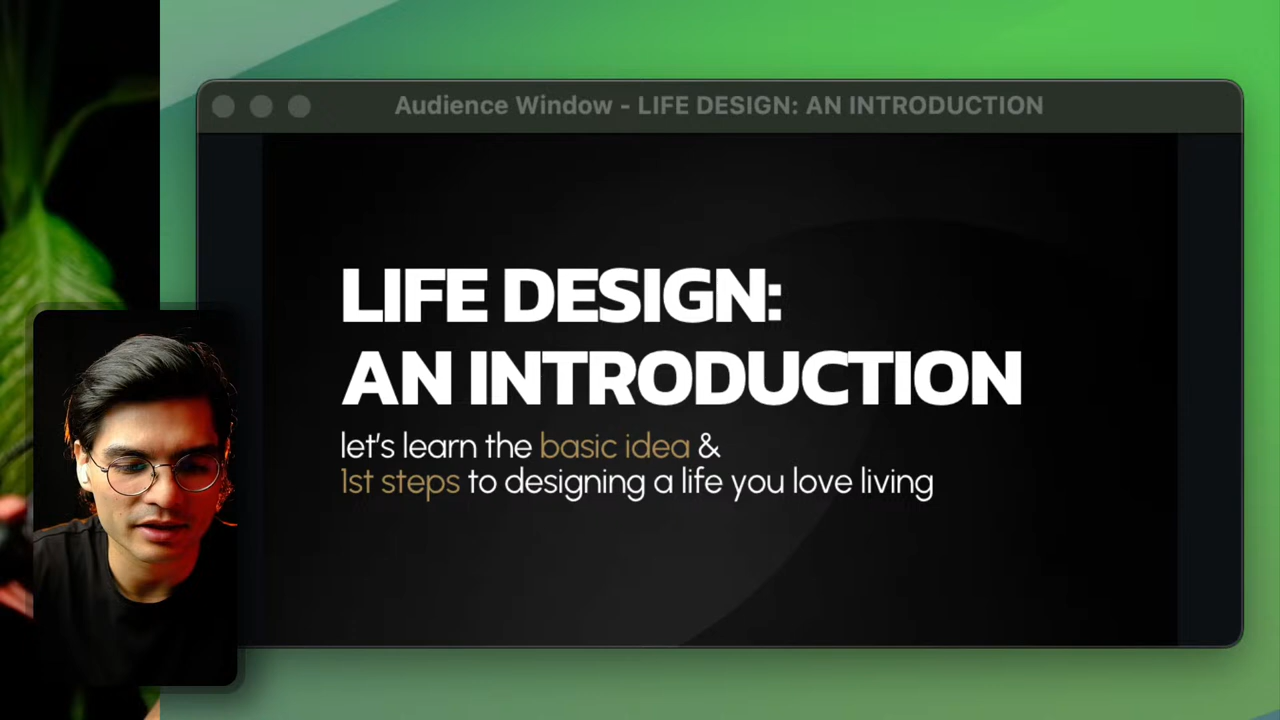 Audience Window - LIFE DESIGN: AN INTRODUCTION
LIFE DESIGN:
AN INTRODUCTION
let's learn the basic idea &
1st steps to designing a life you love living